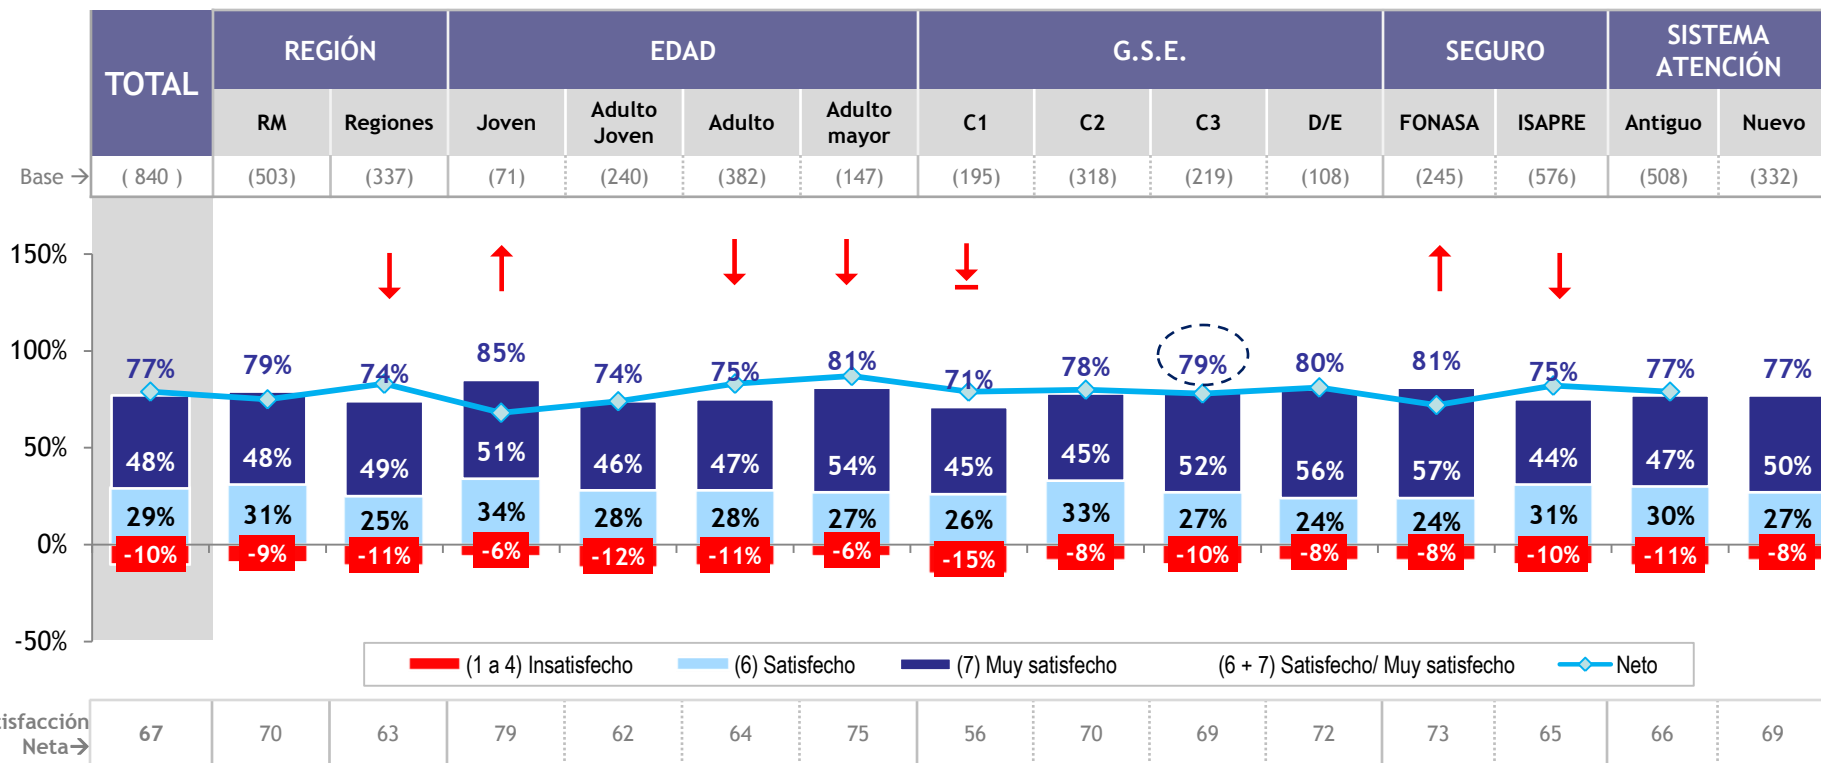 TOTAL
REGIÓN
EDAD
G.S.E.
SEGURO
SISTEMA
ATENCIÓN
RM
Regiones
Joven
Adulto
Joven
Adulto
Adulto
mayor
C1
C2
C3
D/E
FONASA
ISAPRE
Antiguo
Nuevo
Base →
( 840 )
(503)
(337)
(71)
(240)
(382)
(147)
(195)
(318)
(219)
(108)
(245)
(576)
(508)
(332)
150%
100%
50%
0%
-50%
77%
79%
74%
85%
74%
75%
81%
71%
78%
79%
80%
81%
75%
77%
77%
48%
48%
49%
51%
46%
47%
54%
45%
45%
52%
56%
57%
44%
47%
50%
29%
31%
25%
34%
28%
28%
27%
26%
33%
27%
24%
24%
31%
30%
27%
-10%
-9%
-11%
-6%
-12%
-11%
-6%
-15%
-8%
-10%
-8%
-8%
-10%
-11%
-8%
(1 a 4) Insatisfecho
(6) Satisfecho
(7) Muy satisfecho
(6 + 7) Satisfecho/ Muy satisfecho
Neto
isfacción
Neta→
67
70
63
79
62
64
75
56
70
69
72
73
65
66
69